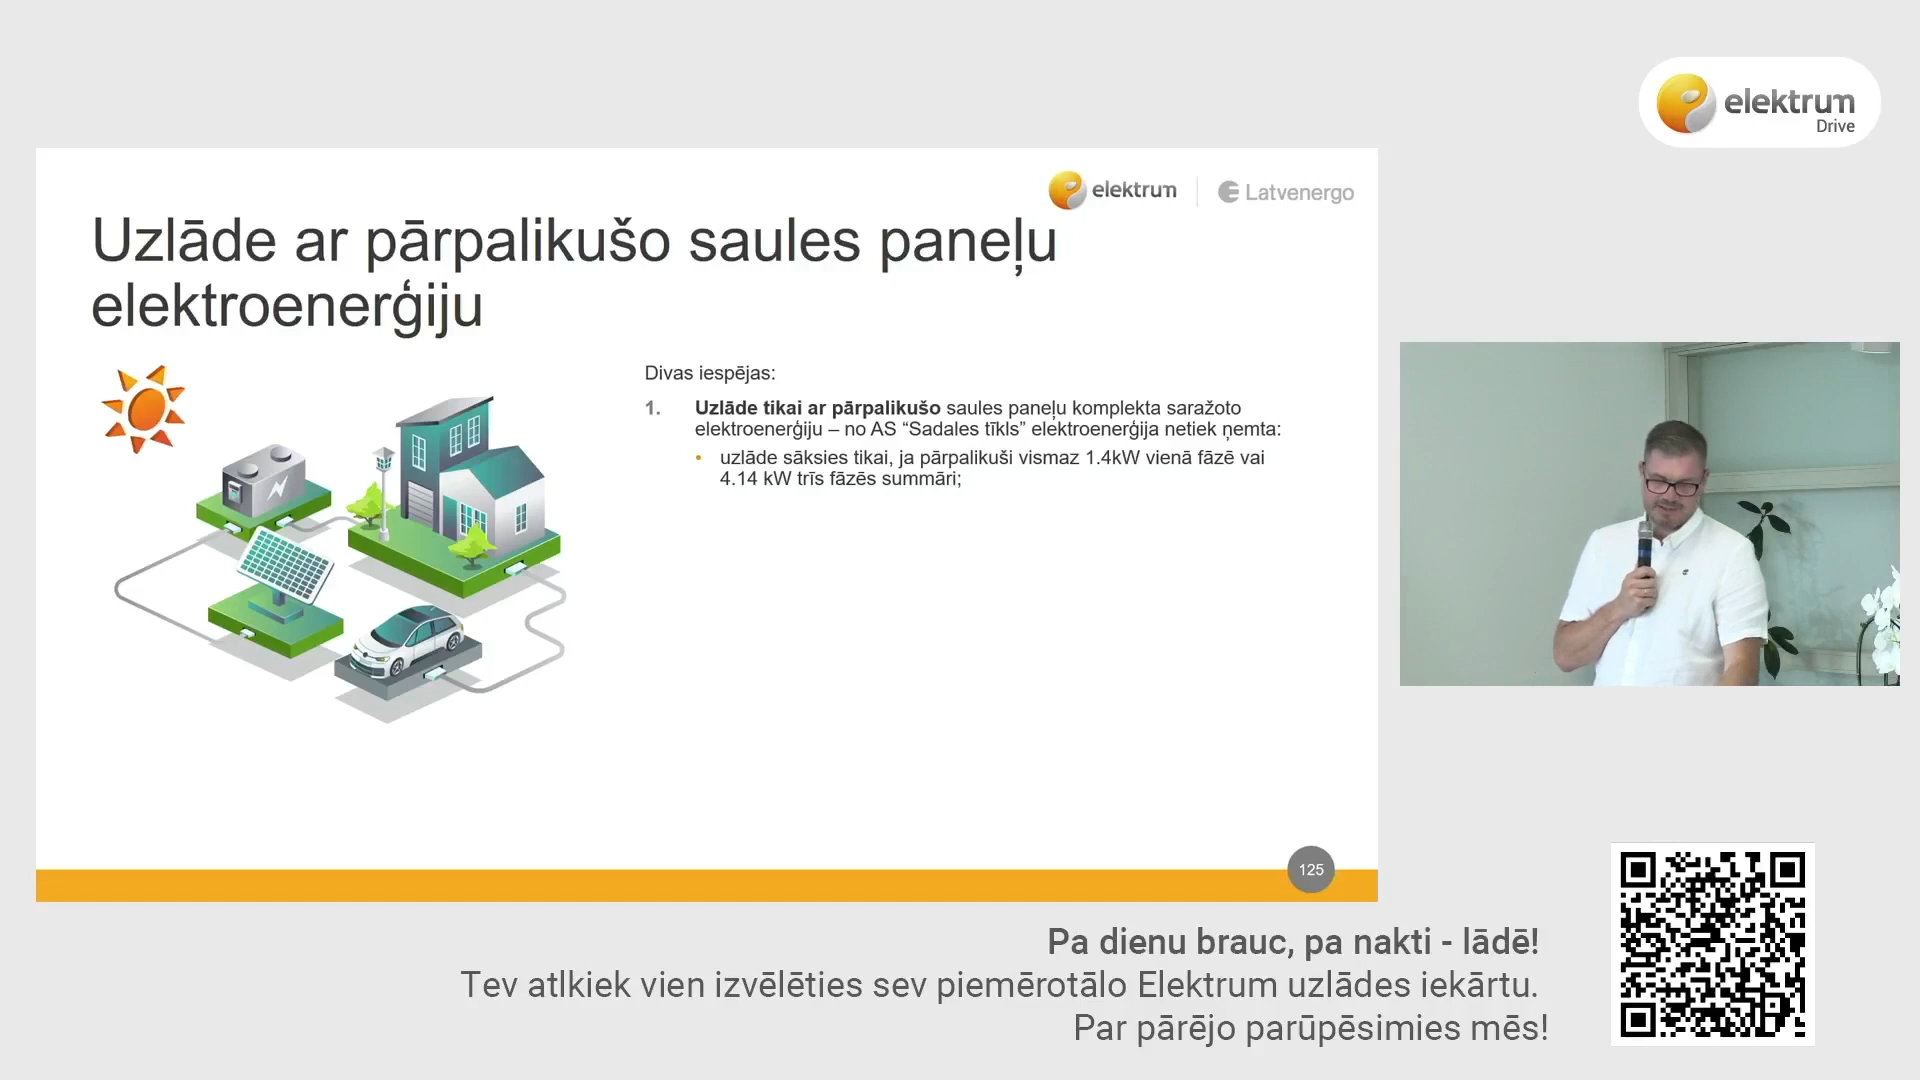 elektrum
Drive
elektrum
Latvenergo
Uzlāde ar pārpalikušo saules paneļu
elektroenerģiju
Divas iespējas:
1. Uzlāde tikai ar pārpalikušo saules paneļu komplekta saražoto
elektroenerģiju – no AS “Sadales tīkls” elektroenerģija netiek ņemta:
• uzlāde sāksies tikai, ja pārpalikuši vismaz 1.4kW vienā fāzē vai
4.14 kW trīs fāzēs summāri;
125
Pa dienu brauc, pa nakti - lādē!
Tev atlkiek vien izvēlēties sev piemērotālo Elektrum uzlādes iekārtu.
Par pārējo parūpēsimies mēs!